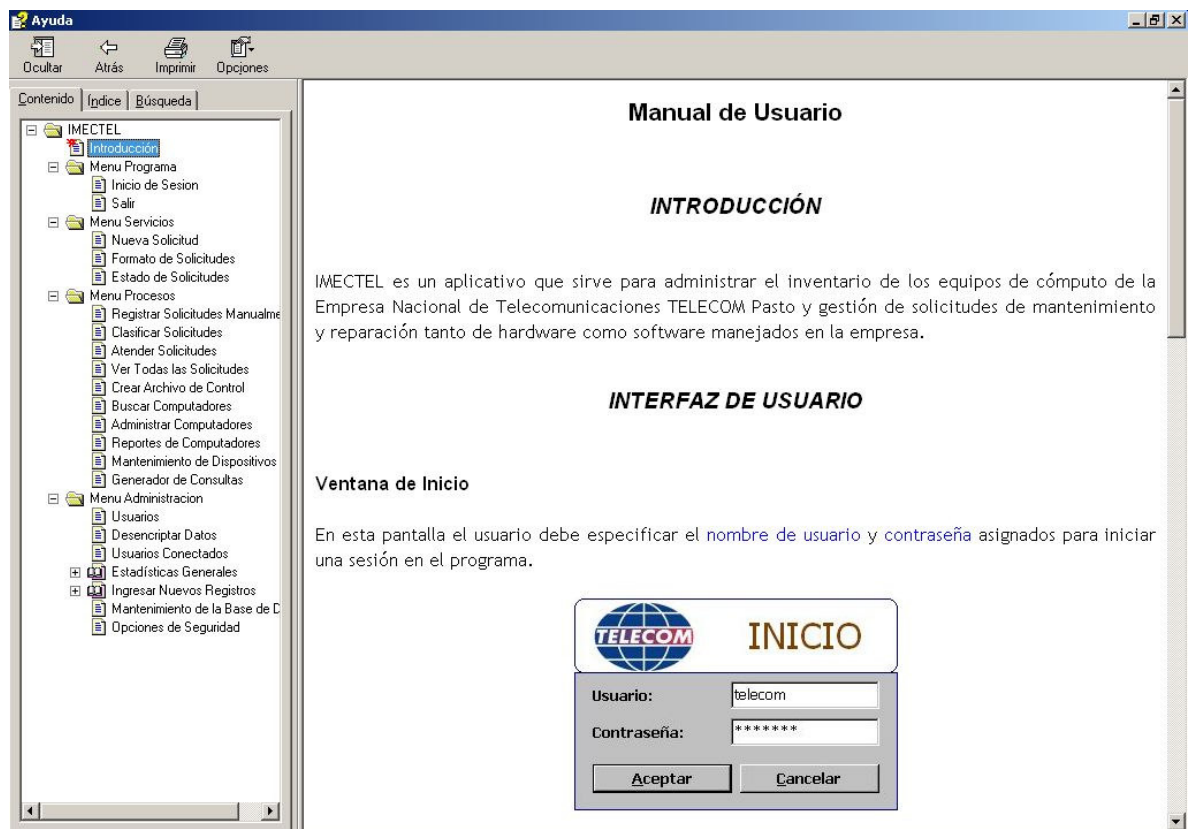 Ayuda
Ocultar Atrás Imprimir Opciones
Contenido Índice Búsqueda
IMECTEL
Introducción
Menu Programa
Inicio de Sesion
Salir
Menu Servicios
Nueva Solicitud
Formato de Solicitudes
Estado de Solicitudes
Menu Procesos
Registrar Solicitudes Manualme
Clasificar Solicitudes
Atender Solicitudes
Ver Todas las Solicitudes
Crear Archivo de Control
Buscar Computadores
Administrar Computadores
Reportes de Computadores
Mantenimiento de Dispositivos
Generador de Consultas
Menu Administracion
Usuarios
Desencriptar Datos
Usuarios Conectados
Estadísticas Generales
Ingresar Nuevos Registros
Mantenimiento de la Base de D
Opciones de Seguridad
Manual de Usuario
INTRODUCCIÓN
IMECTEL es un aplicativo que sirve para administrar el inventario de los equipos de cómputo de la
Empresa Nacional de Telecomunicaciones TELECOM Pasto y gestión de solicitudes de mantenimiento
y reparación tanto de hardware como software manejados en la empresa.
INTERFAZ DE USUARIO
Ventana de Inicio
En esta pantalla el usuario debe especificar el nombre de usuario y contraseña asignados para iniciar
una sesión en el programa.
TELECOM INICIO
Usuario: telecom
Contraseña: *******
Aceptar Cancelar